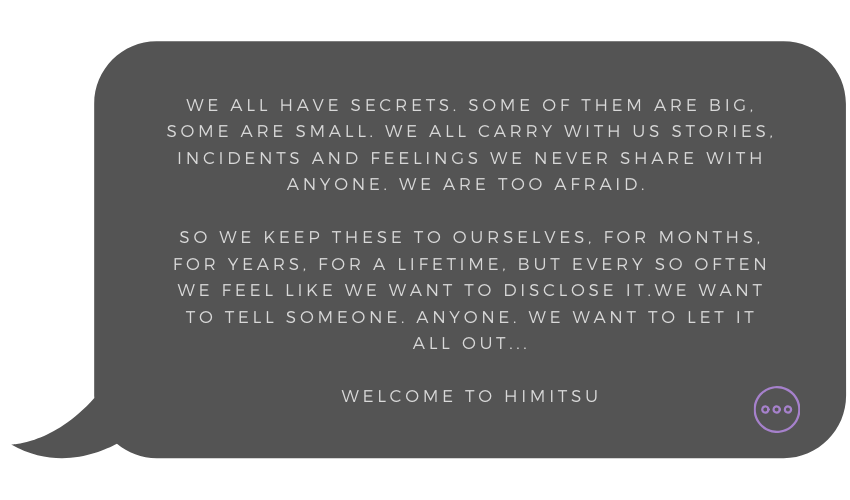 WE ALL HAVE SECRETS. SOME OF THEM ARE BIG,
SOME ARE SMALL. WE ALL CARRY WITH US STORIES,
INCIDENTS AND FEELINGS WE NEVER SHARE WITH
ANYONE. WE ARE TOO AFRAID.
SO WE KEEP THESE TO OURSELVES, FOR MONTHS,
FOR YEARS, FOR A LIFETIME, BUT EVERY SO OFTEN
WE FEEL LIKE WE WANT TO DISCLOSE IT.WE WANT
TO TELL SOMEONE. ANYONE. WE WANT TO LET IT
ALL OUT...
WELCOME TO HIMITSU